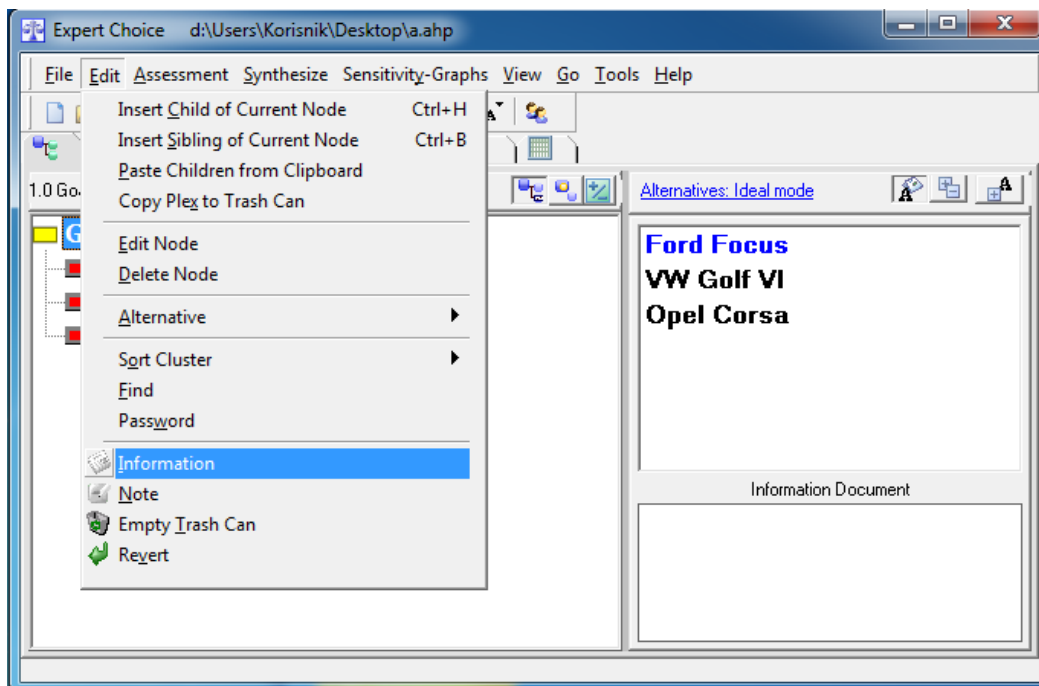 Expert Choice d:\Users\Korisnik\Desktop\a.ahp
File Edit Assessment Synthesize Sensitivity-Graphs View Go Tools Help
Insert Child of Current Node Ctrl+H
Insert Sibling of Current Node Ctrl+B
Paste Children from Clipboard
Copy Plex to Trash Can
Edit Node
Delete Node
Alternative
Sort Cluster
Find
Password
Information
Note
Empty Trash Can
Revert
1.0
Alternatives: Ideal mode
Ford Focus
VW Golf VI
Opel Corsa
Information Document